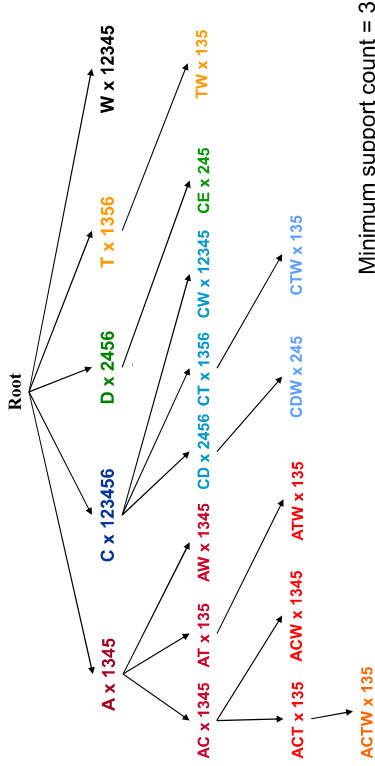 Root
A x 1345
C x 123456
D x 2456
T x 1356
W x 12345
AC x 1345
AT x 135
AW x 1345
CD x 2456
CT x 1356
CW x 12345
CE x 245
TW x 135
ACT x 135
ACW x 1345
ATW x 135
CDW x 245
CTW x 135
ACTW x 135
Minimum support count = 3